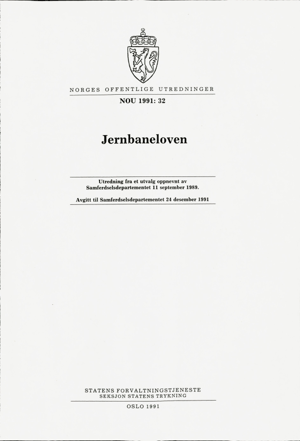 NORGES OFFENTLIGE UTREDNINGER
NOU 1991: 32
Jernbaneloven
Utredning fra et utvalg oppnevnt av
Samferdselsdepartementet 11 september 1989.
Avgitt til Samferdselsdepartementet 24 desember 1991
STATENS FORVALTNINGSTJENESTE
SEKSJON STATENS TRYKNING
OSLO 1991